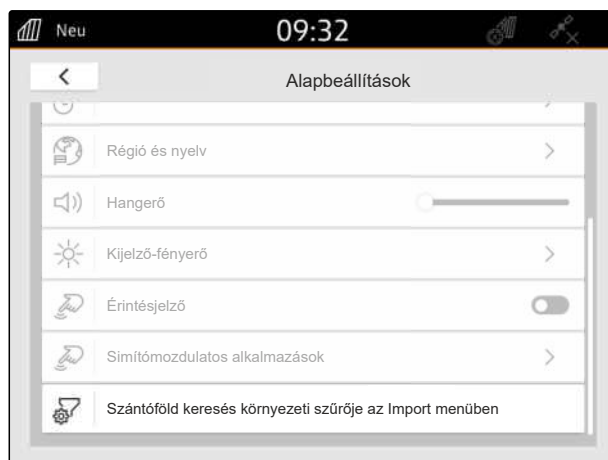 Neu
09:32
Alapbeállítások
Régió és nyelv
Hangerő
Kijelző-fényerő
Érintésjelző
Simítómozdulatos alkalmazások
Szántóföld keresés környezeti szűrője az Import menüben